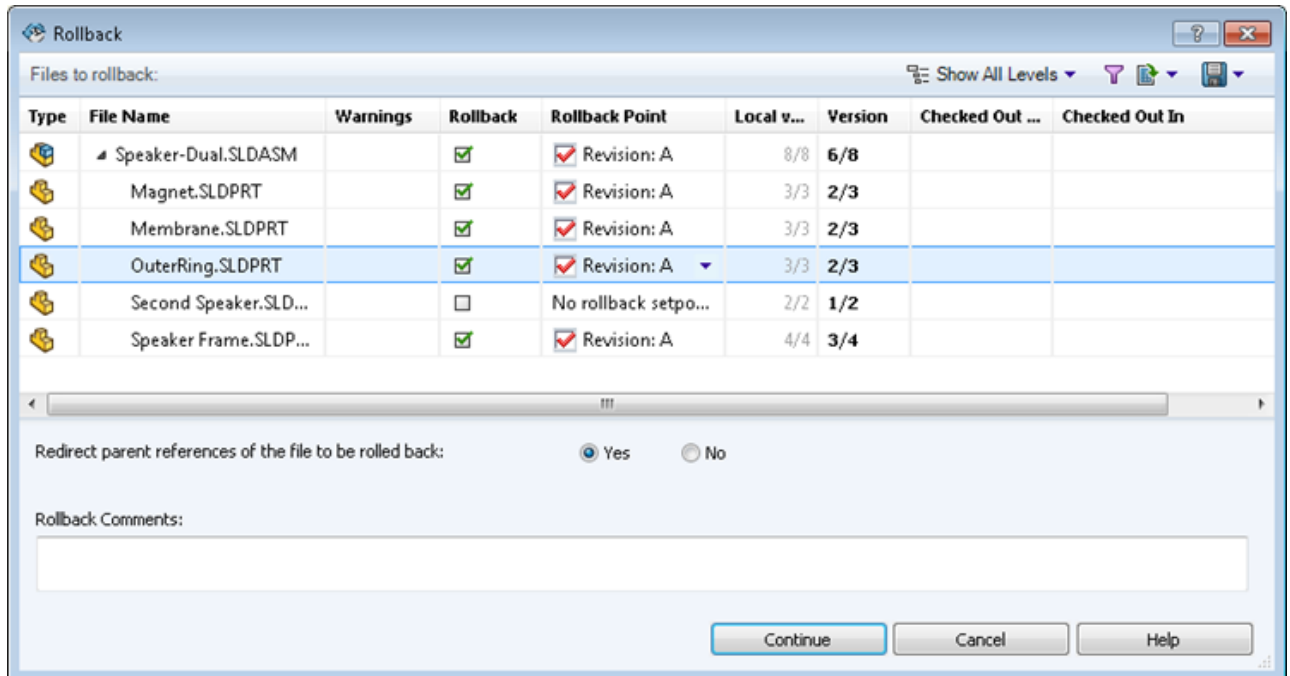 Rollback
Files to rollback: Show All Levels
Type File Name Warnings Rollback Rollback Point Local v... Version Checked Out ... Checked Out In
Speaker-Dual.SLDASM Revision: A 8/8 6/8
Magnet.SLDPRT Revision: A 3/3 2/3
Membrane.SLDPRT Revision: A 3/3 2/3
OuterRing.SLDPRT Revision: A 3/3 2/3
Second Speaker.SLD... No rollback setpo... 2/2 1/2
Speaker Frame.SLDP... Revision: A 4/4 3/4
Redirect parent references of the file to be rolled back: Yes No
Rollback Comments:
Continue Cancel Help